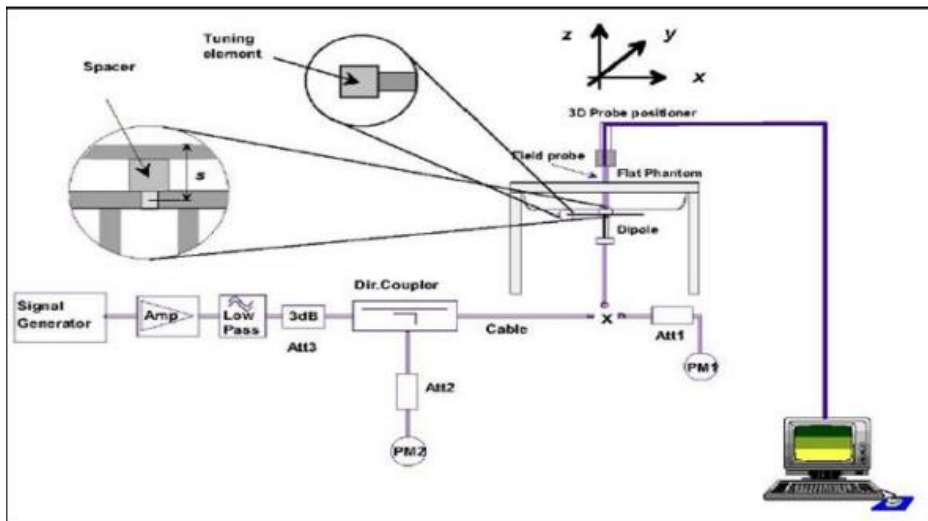 Tuning
element
Spacer
s
z
y
x
3D Probe positioner
Field probe
Flat Phantom
Dipole
Signal
Generator
Amp
Low
Pass
3dB
Att3
Dir.Coupler
Cable
x
Att1
PM1
Att2
PM2